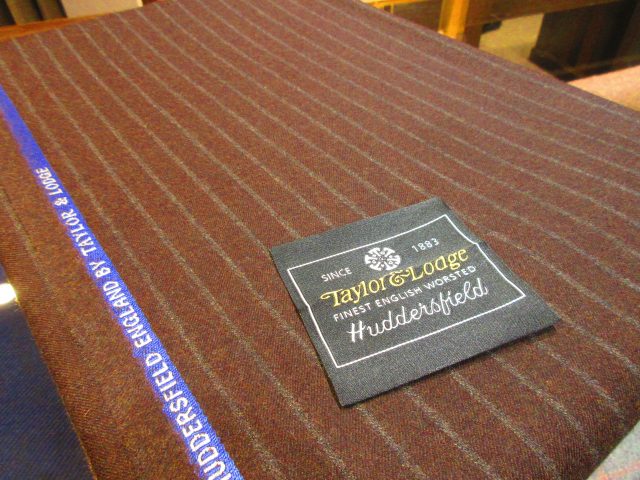 HUDDERSFIELD ENGLAND BY TAYLOR & LODGE
SINCE 1883
Taylor & Lodge
FINEST ENGLISH WORSTED
Huddersfield